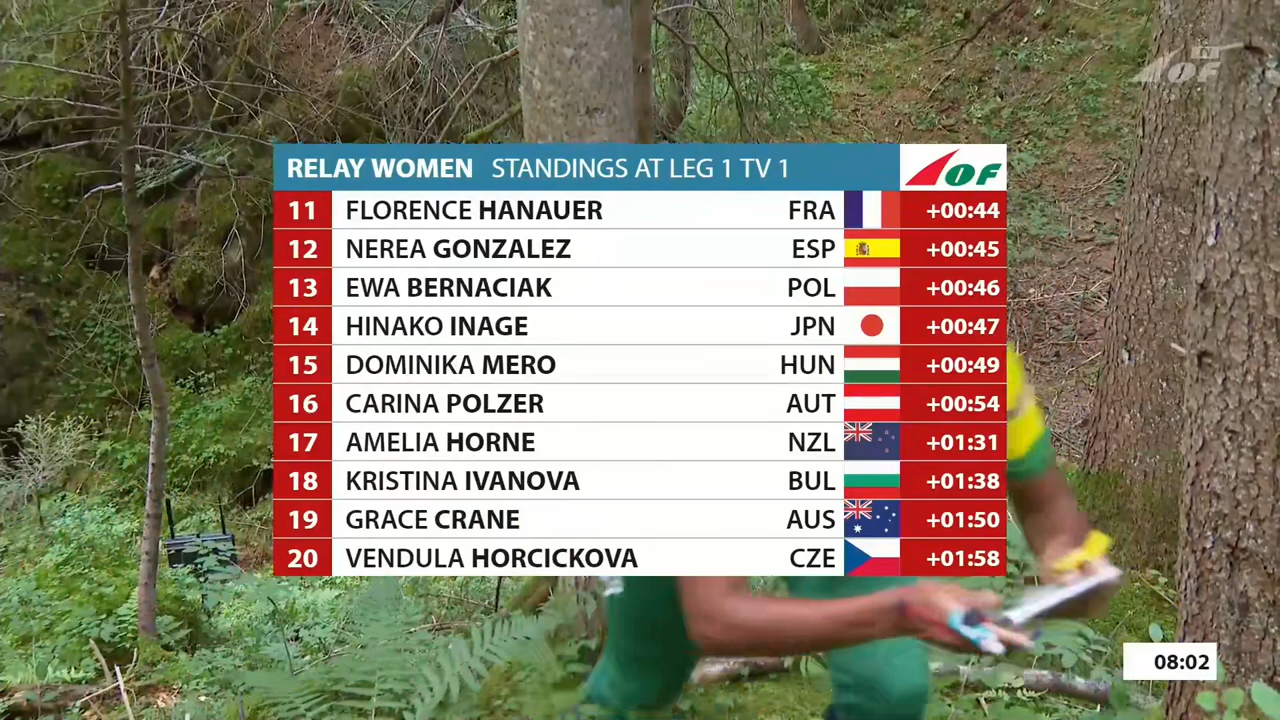 TV
IOF
RELAY WOMEN STANDINGS AT LEG 1 TV 1 IOF
11 FLORENCE HANAUER FRA +00:44
12 NEREA GONZALEZ ESP +00:45
13 EWA BERNACIAK POL +00:46
14 HINAKO INAGE JPN +00:47
15 DOMINIKA MERO HUN +00:49
16 CARINA POLZER AUT +00:54
17 AMELIA HORNE NZL +01:31
18 KRISTINA IVANOVA BUL +01:38
19 GRACE CRANE AUS +01:50
20 VENDULA HORCICKOVA CZE +01:58
08:02